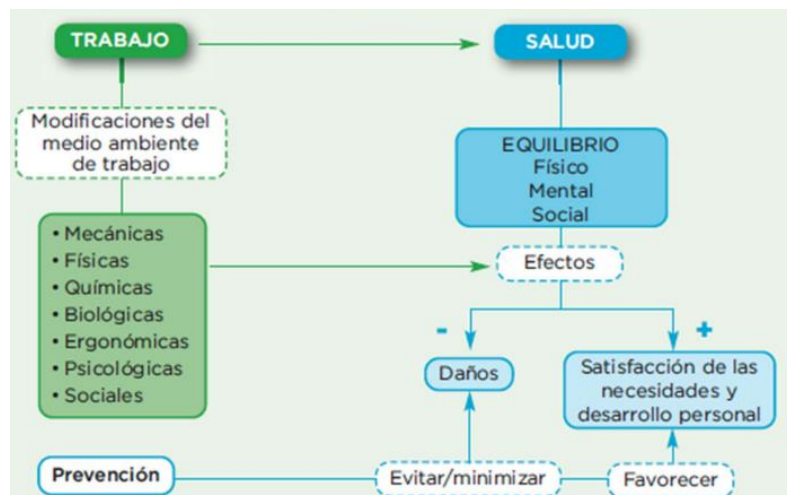 TRABAJO
SALUD
Modificaciones del
medio ambiente
de trabajo
EQUILIBRIO
Físico
Mental
Social
• Mecánicas
• Físicas
• Químicas
• Biológicas
• Ergonómicas
• Psicológicas
• Sociales
Efectos
-
+
Daños
Satisfacción de las
necesidades y
desarrollo personal
Prevención
Evitar/minimizar
Favorecer